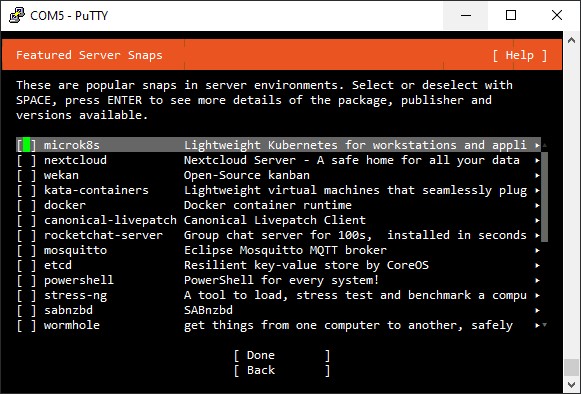 COM5 - PuTTY
Featured Server Snaps [ Help ]
These are popular snaps in server environments. Select or deselect with
SPACE, press ENTER to see more details of the package, publisher and
versions available.
[ ] microk8s Lightweight Kubernetes for workstations and appli
[ ] nextcloud Nextcloud Server - A safe home for all your data
[ ] wekan Open-Source kanban
[ ] kata-containers Lightweight virtual machines that seamlessly plug
[ ] docker Docker container runtime
[ ] canonical-livepatch Canonical Livepatch Client
[ ] rocketchat-server Group chat server for 100s, installed in seconds
[ ] mosquitto Eclipse Mosquitto MQTT broker
[ ] etcd Resilient key-value store by CoreOS
[ ] powershell PowerShell for every system!
[ ] stress-ng A tool to load, stress test and benchmark a compu
[ ] sabnzbd SABnzbd
[ ] wormhole get things from one computer to another, safely
[ Done ]
[ Back ]